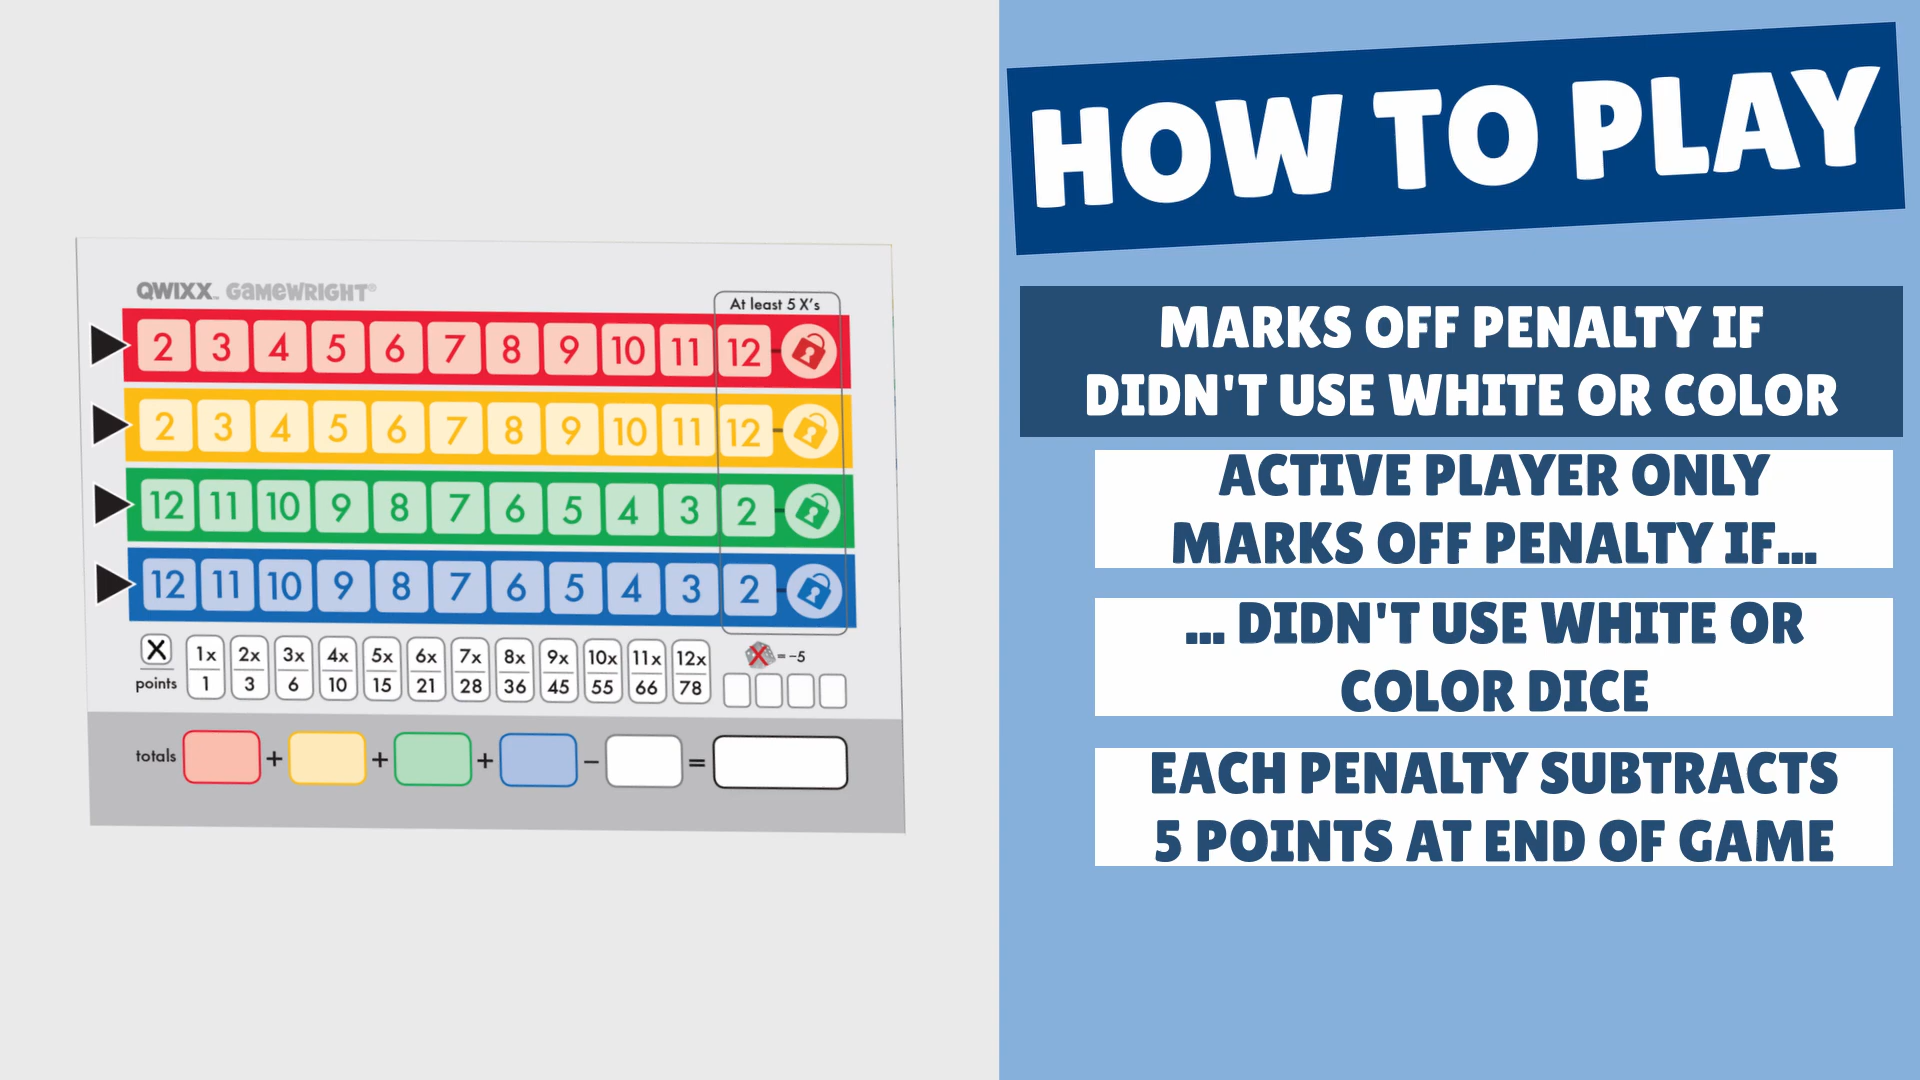 QWIXX™ GAMEWRIGHT®
At least 5 X's
2 3 4 5 6 7 8 9 10 11 12
2 3 4 5 6 7 8 9 10 11 12
12 11 10 9 8 7 6 5 4 3 2
12 11 10 9 8 7 6 5 4 3 2
X 1x 2x 3x 4x 5x 6x 7x 8x 9x 10x 11x 12x X = -5
points 1 3 6 10 15 21 28 36 45 55 66 78
totals + + + - =
HOW TO PLAY
MARKS OFF PENALTY IF
DIDN'T USE WHITE OR COLOR
ACTIVE PLAYER ONLY
MARKS OFF PENALTY IF...
... DIDN'T USE WHITE OR
COLOR DICE
EACH PENALTY SUBTRACTS
5 POINTS AT END OF GAME